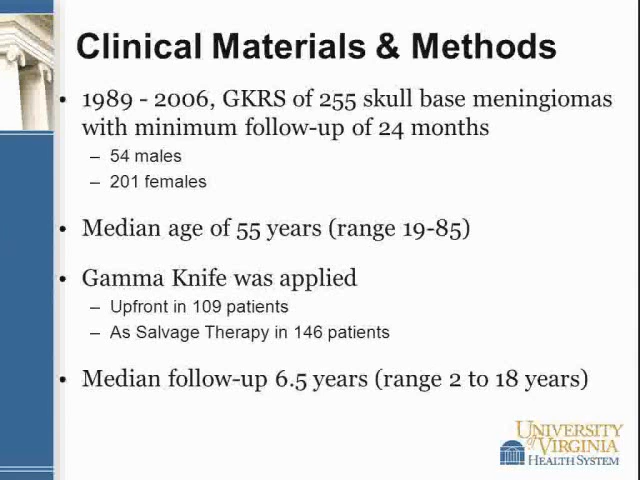 Clinical Materials & Methods
• 1989 - 2006, GKRS of 255 skull base meningiomas
with minimum follow-up of 24 months
– 54 males
– 201 females
• Median age of 55 years (range 19-85)
• Gamma Knife was applied
– Upfront in 109 patients
– As Salvage Therapy in 146 patients
• Median follow-up 6.5 years (range 2 to 18 years)
UNIVERSITY
of VIRGINIA
HEALTH SYSTEM